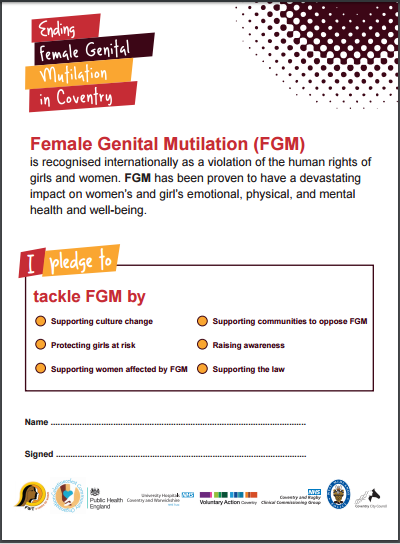 Ending
Female Genital
Mutilation
in Coventry
Female Genital Mutilation (FGM)
is recognised internationally as a violation of the human rights of
girls and women. FGM has been proven to have a devastating
impact on women's and girl's emotional, physical, and mental
health and well-being.
I pledge to
tackle FGM by
Supporting culture change
Supporting communities to oppose FGM
Protecting girls at risk
Raising awareness
Supporting women affected by FGM
Supporting the law
Name
Signed
Public Health
England
University Hospitals NHS
Coventry and Warwickshire
Voluntary Action Coventry
NHS
Coventry and Rugby
Clinical Commissioning Group
Coventry City Council